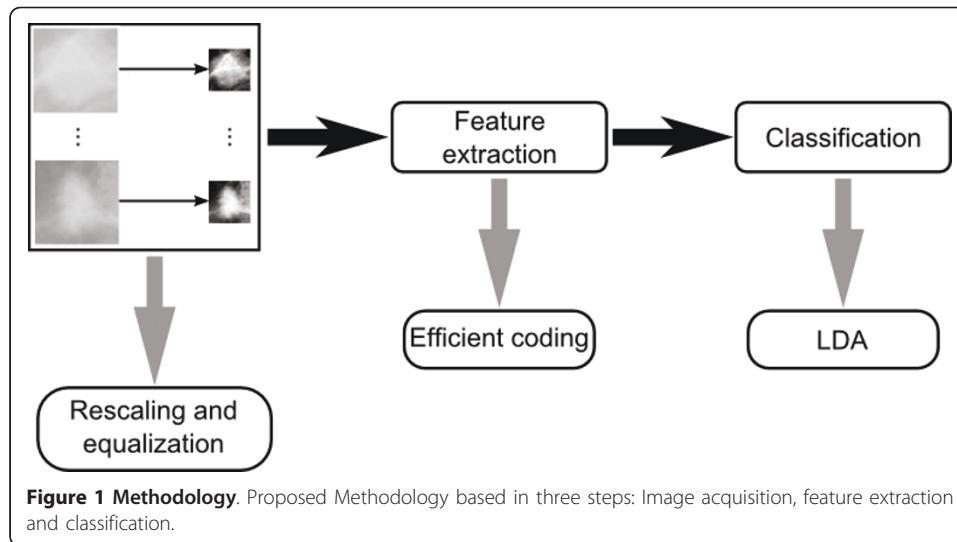 Feature
extraction
Classification
Efficient coding
LDA
Rescaling and
equalization
Figure 1 Methodology. Proposed Methodology based in three steps: Image acquisition, feature extraction
and classification.